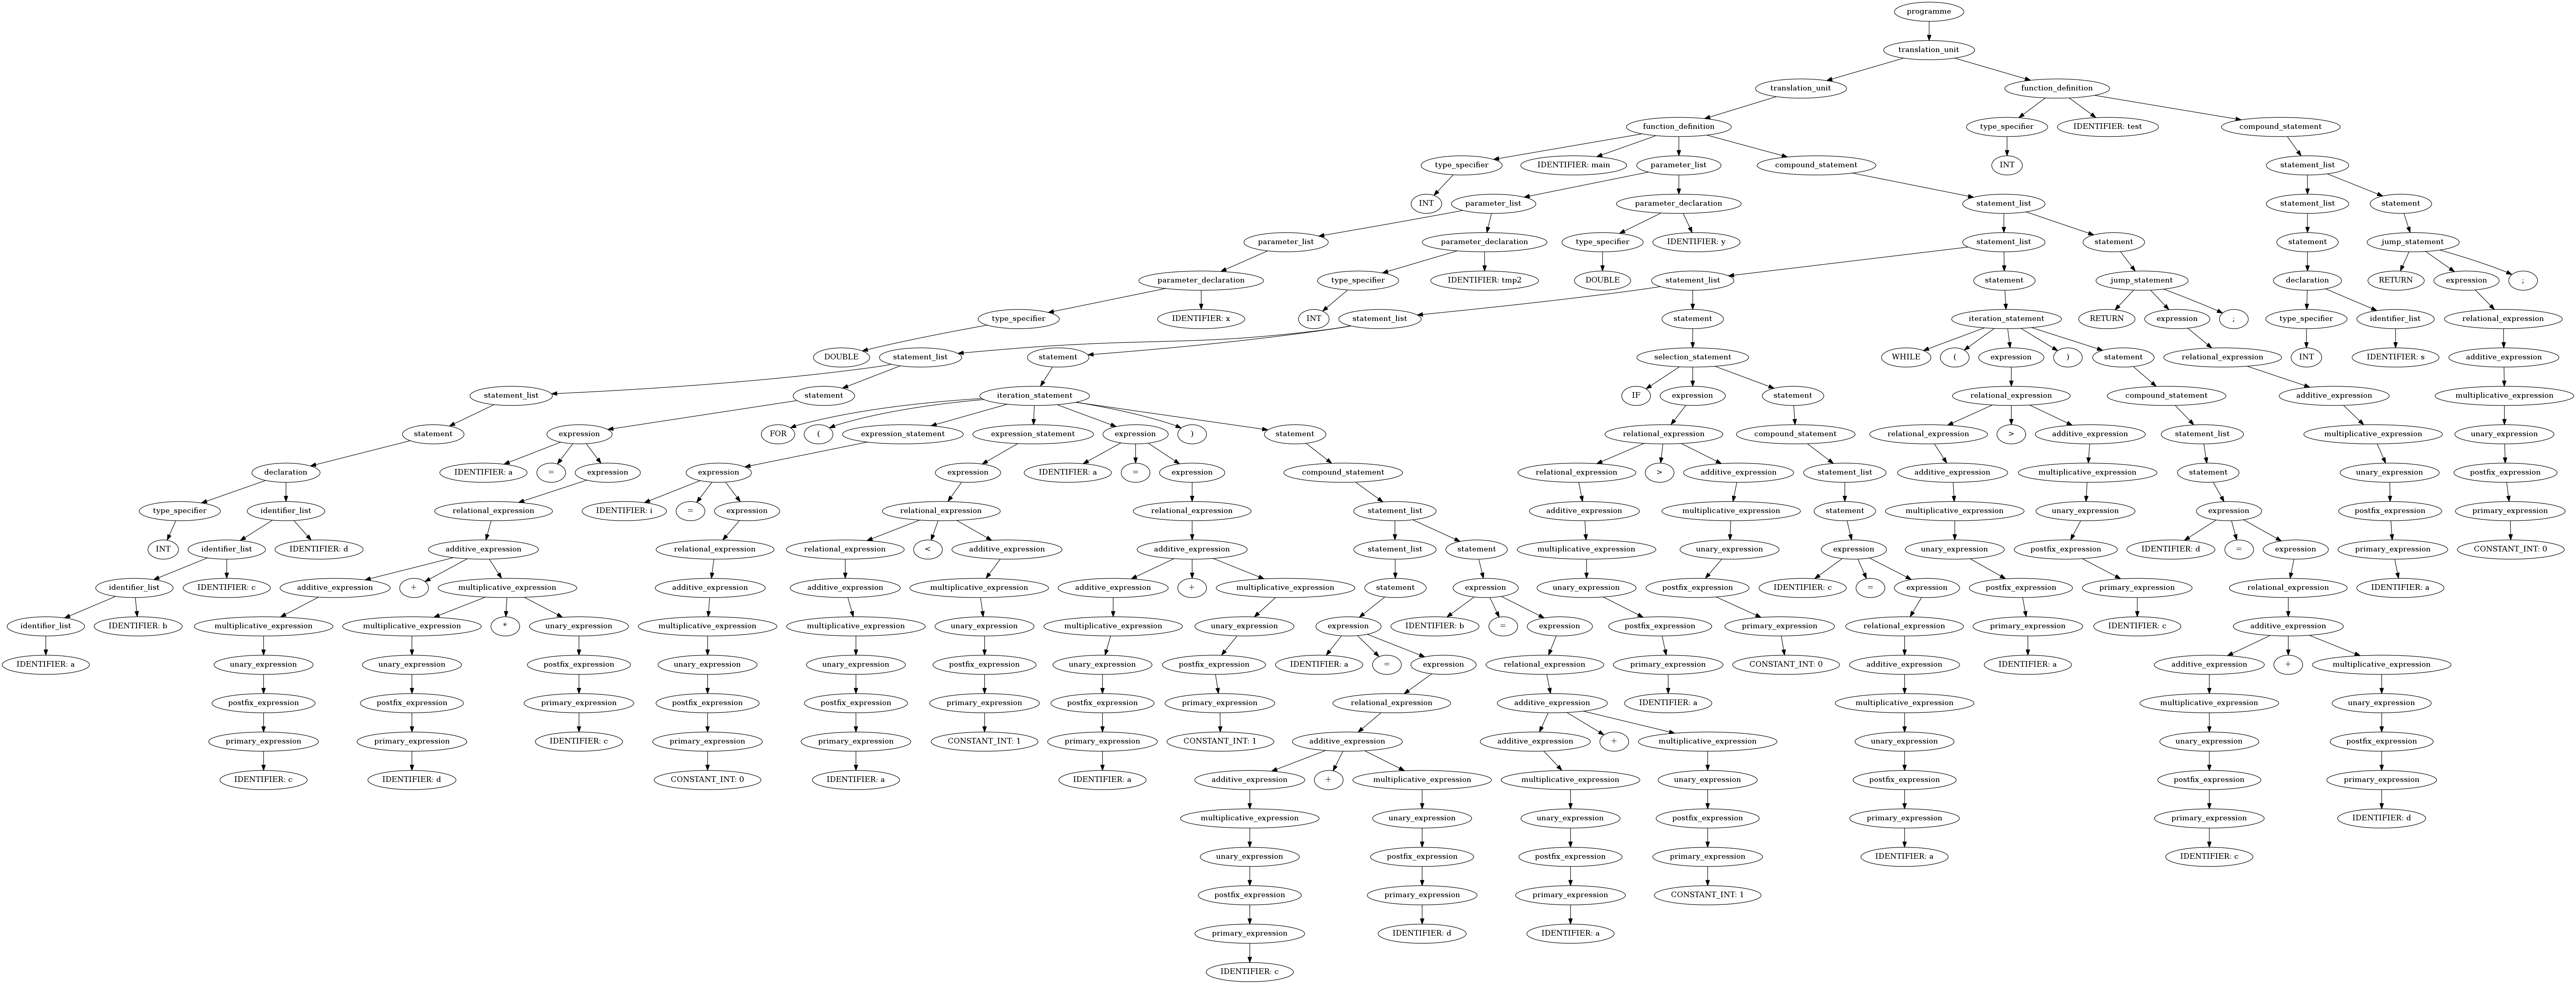 programme
translation_unit
translation_unit function_definition
function_definition type_specifier IDENTIFIER: test compound_statement
type_specifier IDENTIFIER: main parameter_list compound_statement INT statement_list
INT parameter_list parameter_declaration statement_list statement_list statement
parameter_list parameter_declaration type_specifier IDENTIFIER: y statement_list statement statement jump_statement
parameter_declaration type_specifier IDENTIFIER: tmp2 DOUBLE statement_list statement jump_statement declaration RETURN expression ;
type_specifier IDENTIFIER: x INT statement_list statement iteration_statement RETURN expression ; type_specifier identifier_list relational_expression
DOUBLE statement_list statement selection_statement WHILE ( expression ) statement relational_expression INT IDENTIFIER: s additive_expression
statement_list statement iteration_statement IF expression statement relational_expression compound_statement additive_expression multiplicative_expression
statement expression FOR ( expression_statement expression_statement expression ) statement relational_expression compound_statement relational_expression > additive_expression statement_list multiplicative_expression unary_expression
declaration IDENTIFIER: a = expression expression expression IDENTIFIER: a = expression compound_statement relational_expression > additive_expression statement_list additive_expression multiplicative_expression statement unary_expression postfix_expression
type_specifier identifier_list relational_expression IDENTIFIER: i = expression relational_expression relational_expression statement_list additive_expression multiplicative_expression statement multiplicative_expression unary_expression expression postfix_expression primary_expression
INT identifier_list IDENTIFIER: d additive_expression relational_expression relational_expression < additive_expression additive_expression statement_list statement multiplicative_expression unary_expression expression unary_expression postfix_expression IDENTIFIER: d = expression primary_expression CONSTANT_INT: 0
identifier_list IDENTIFIER: c additive_expression + multiplicative_expression additive_expression additive_expression multiplicative_expression additive_expression + multiplicative_expression statement expression unary_expression postfix_expression IDENTIFIER: c = expression postfix_expression primary_expression relational_expression IDENTIFIER: a
identifier_list IDENTIFIER: b multiplicative_expression multiplicative_expression * unary_expression multiplicative_expression multiplicative_expression unary_expression multiplicative_expression unary_expression expression IDENTIFIER: b = expression postfix_expression primary_expression relational_expression primary_expression IDENTIFIER: c additive_expression
IDENTIFIER: a unary_expression unary_expression postfix_expression unary_expression unary_expression postfix_expression unary_expression postfix_expression IDENTIFIER: a = expression relational_expression primary_expression CONSTANT_INT: 0 additive_expression IDENTIFIER: a additive_expression + multiplicative_expression
postfix_expression postfix_expression primary_expression postfix_expression postfix_expression primary_expression postfix_expression primary_expression relational_expression additive_expression IDENTIFIER: a multiplicative_expression multiplicative_expression unary_expression
primary_expression primary_expression IDENTIFIER: c primary_expression primary_expression CONSTANT_INT: 1 primary_expression CONSTANT_INT: 1 additive_expression additive_expression + multiplicative_expression unary_expression unary_expression postfix_expression
IDENTIFIER: c IDENTIFIER: d CONSTANT_INT: 0 IDENTIFIER: a IDENTIFIER: a additive_expression + multiplicative_expression multiplicative_expression unary_expression postfix_expression postfix_expression primary_expression
multiplicative_expression unary_expression unary_expression postfix_expression primary_expression primary_expression IDENTIFIER: d
unary_expression postfix_expression postfix_expression primary_expression IDENTIFIER: a IDENTIFIER: c
postfix_expression primary_expression primary_expression CONSTANT_INT: 1
primary_expression IDENTIFIER: d IDENTIFIER: a
IDENTIFIER: c